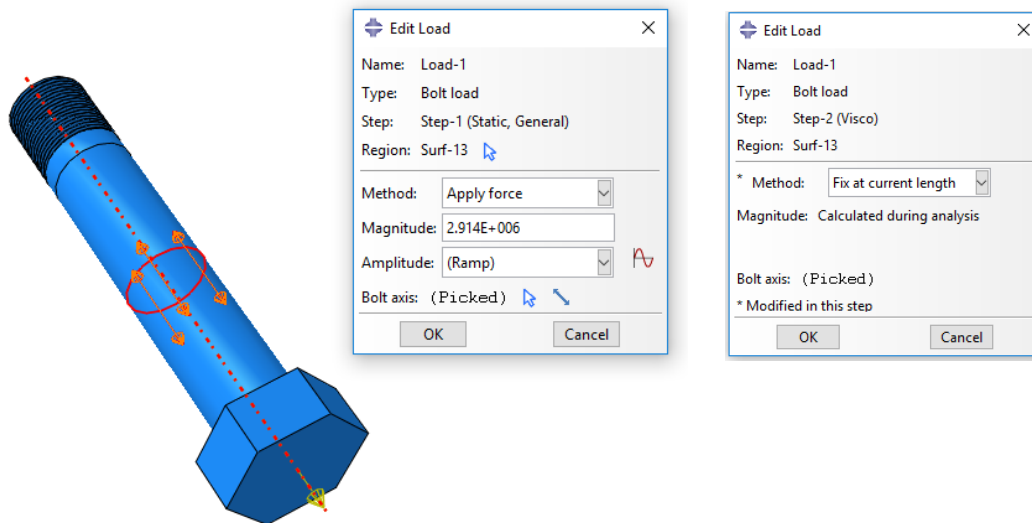 Edit Load
Name: Load-1
Type: Bolt load
Step: Step-1 (Static, General)
Region: Surf-13
Method: Apply force
Magnitude: 2.914E+006
Amplitude: (Ramp)
Bolt axis: (Picked)
OK Cancel
Edit Load
Name: Load-1
Type: Bolt load
Step: Step-2 (Visco)
Region: Surf-13
* Method: Fix at current length
Magnitude: Calculated during analysis
Bolt axis: (Picked)
* Modified in this step
OK Cancel